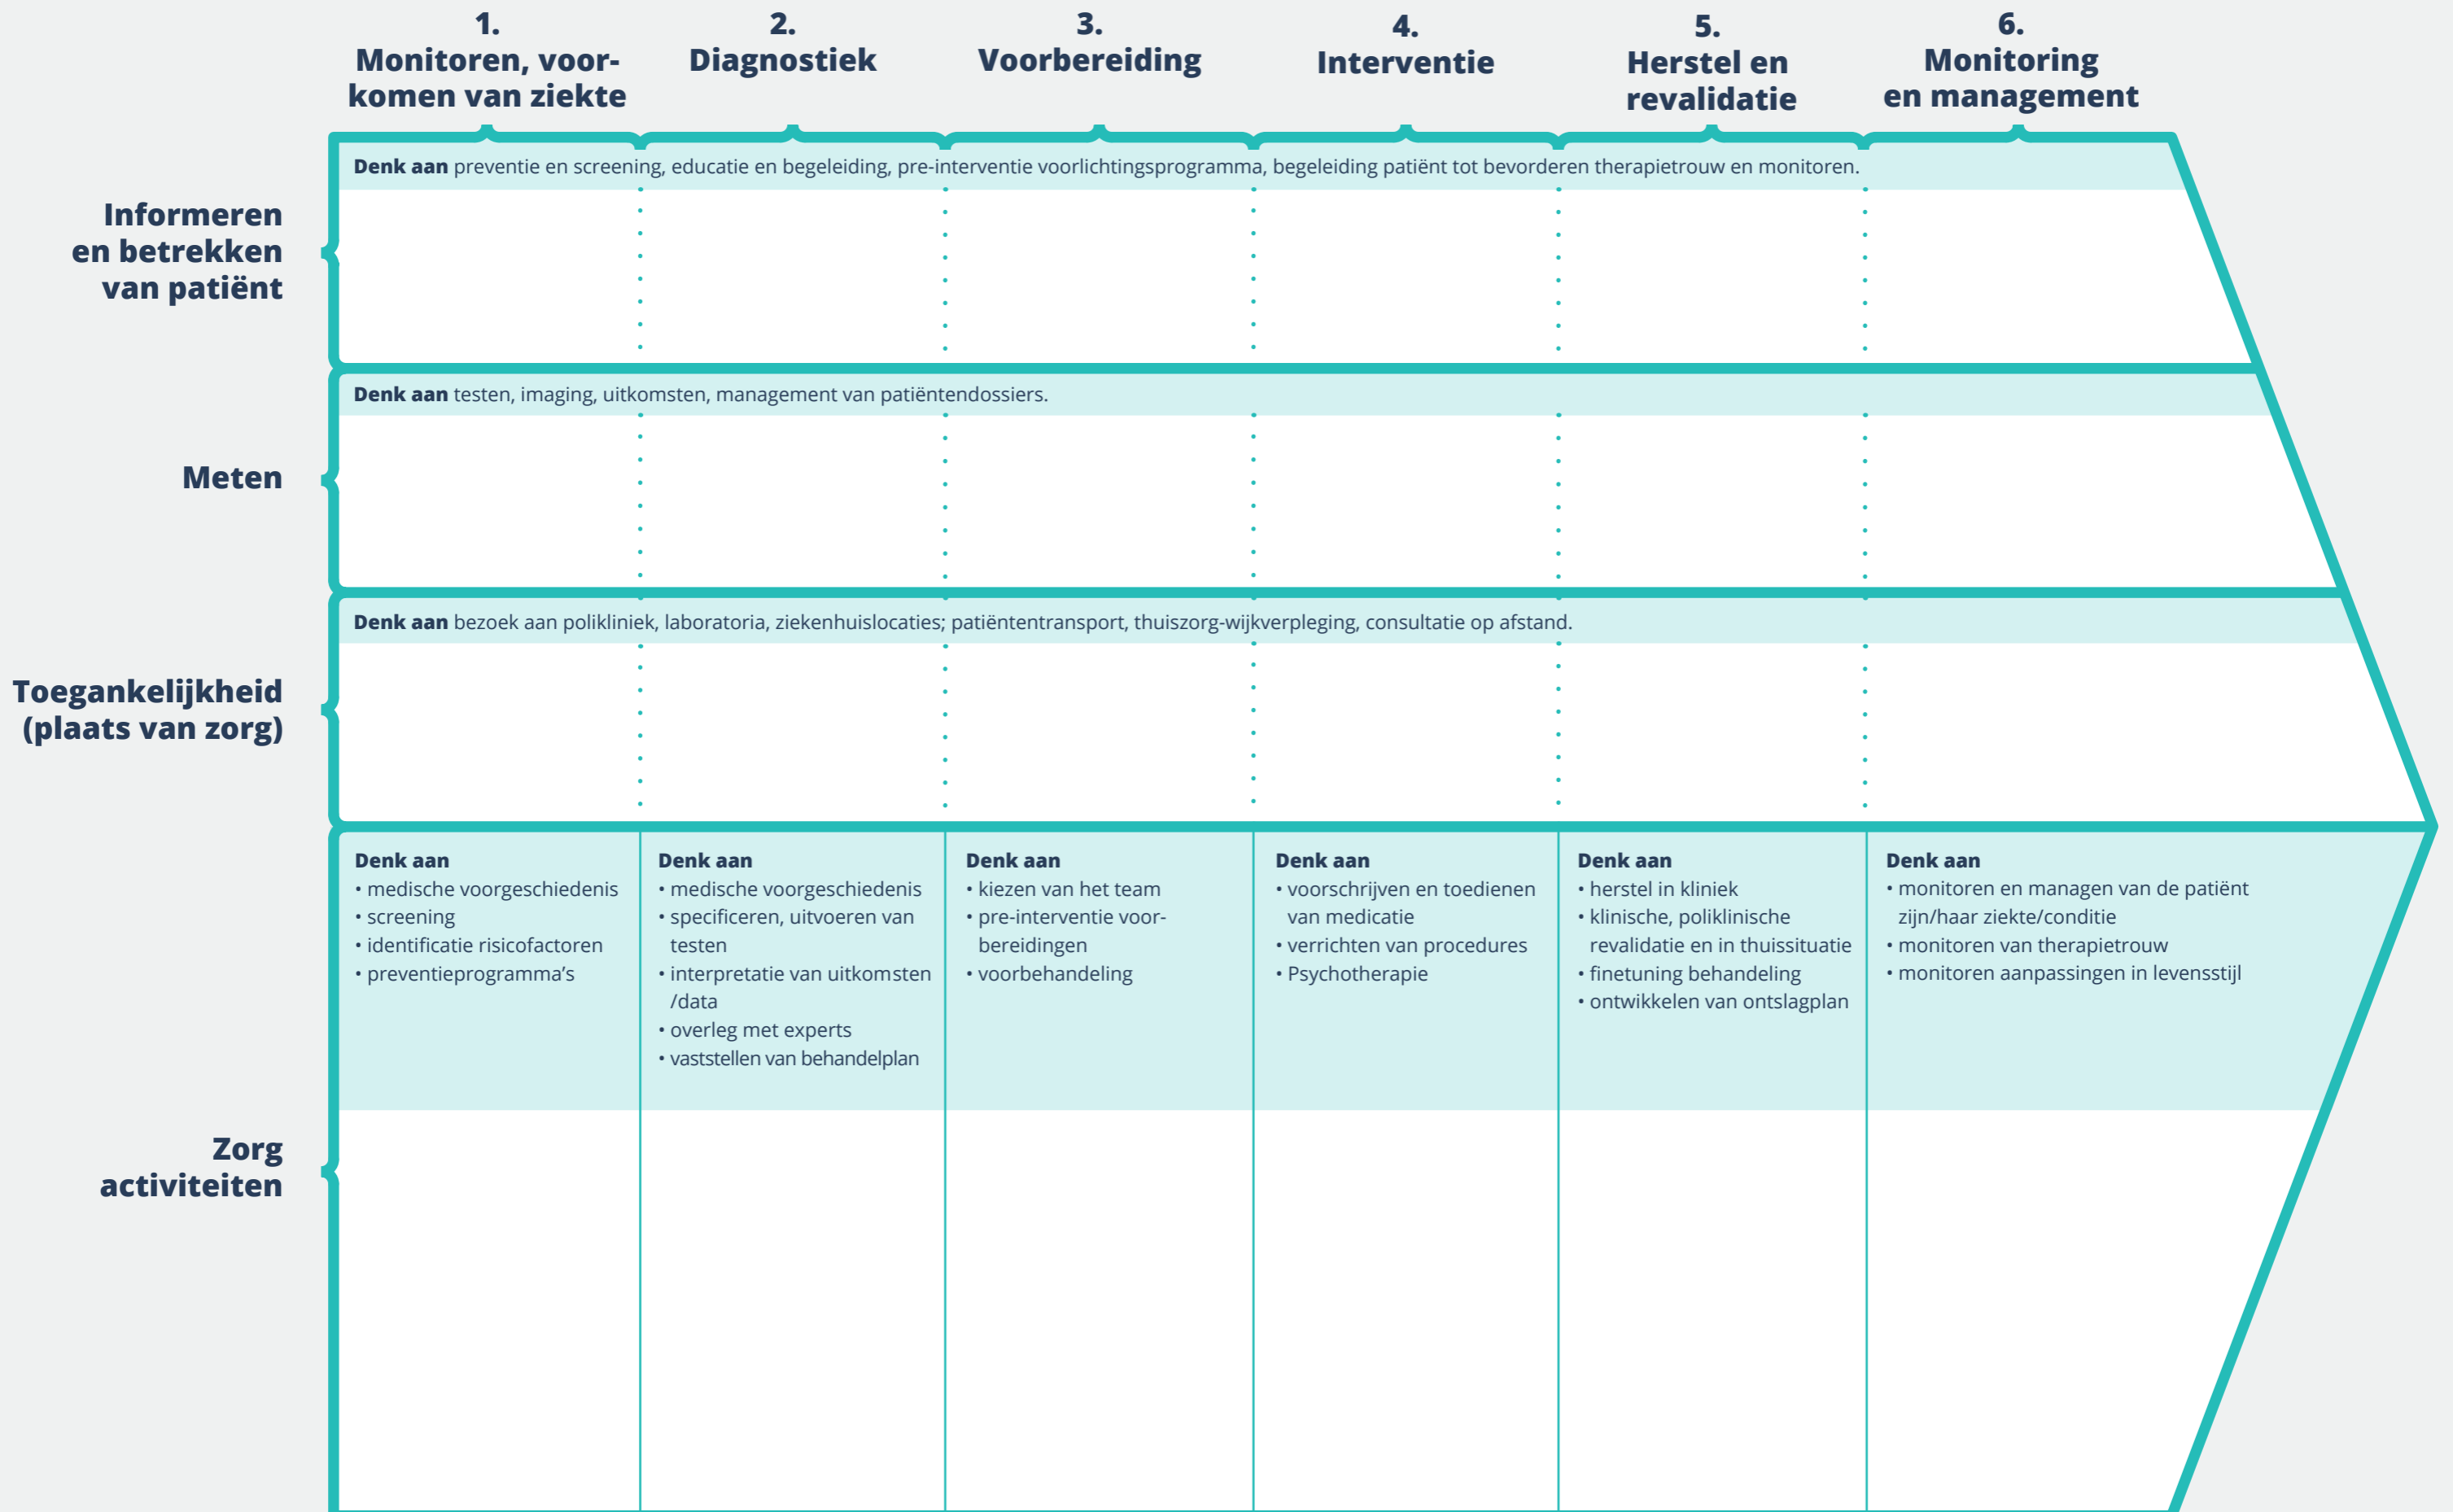 1.
Monitoren, voor-
komen van ziekte
2.
Diagnostiek
3.
Voorbereiding
4.
Interventie
5.
Herstel en
revalidatie
6.
Monitoring
en management
Informeren
en betrekken
van patiënt
Denk aan preventie en screening, educatie en begeleiding, pre-interventie voorlichtingsprogramma, begeleiding patiënt tot bevorderen therapietrouw en monitoren.
Meten
Denk aan testen, imaging, uitkomsten, management van patiëntendossiers.
Toegankelijkheid
(plaats van zorg)
Denk aan bezoek aan polikliniek, laboratoria, ziekenhuislocaties; patiëntentransport, thuiszorg-wijkverpleging, consultatie op afstand.
Zorg
activiteiten
Denk aan
• medische voorgeschiedenis
• screening
• identificatie risicofactoren
• preventieprogramma’s
Denk aan
• medische voorgeschiedenis
• specificeren, uitvoeren van
testen
• interpretatie van uitkomsten
/data
• overleg met experts
• vaststellen van behandelplan
Denk aan
• kiezen van het team
• pre-interventie voor-
bereidingen
• voorbehandeling
Denk aan
• voorschrijven en toedienen
van medicatie
• verrichten van procedures
• Psychotherapie
Denk aan
• herstel in kliniek
• klinische, poliklinische
revalidatie en in thuissituatie
• finetuning behandeling
• ontwikkelen van ontslagplan
Denk aan
• monitoren en managen van de patiënt
zijn/haar ziekte/conditie
• monitoren van therapietrouw
• monitoren aanpassingen in levensstijl